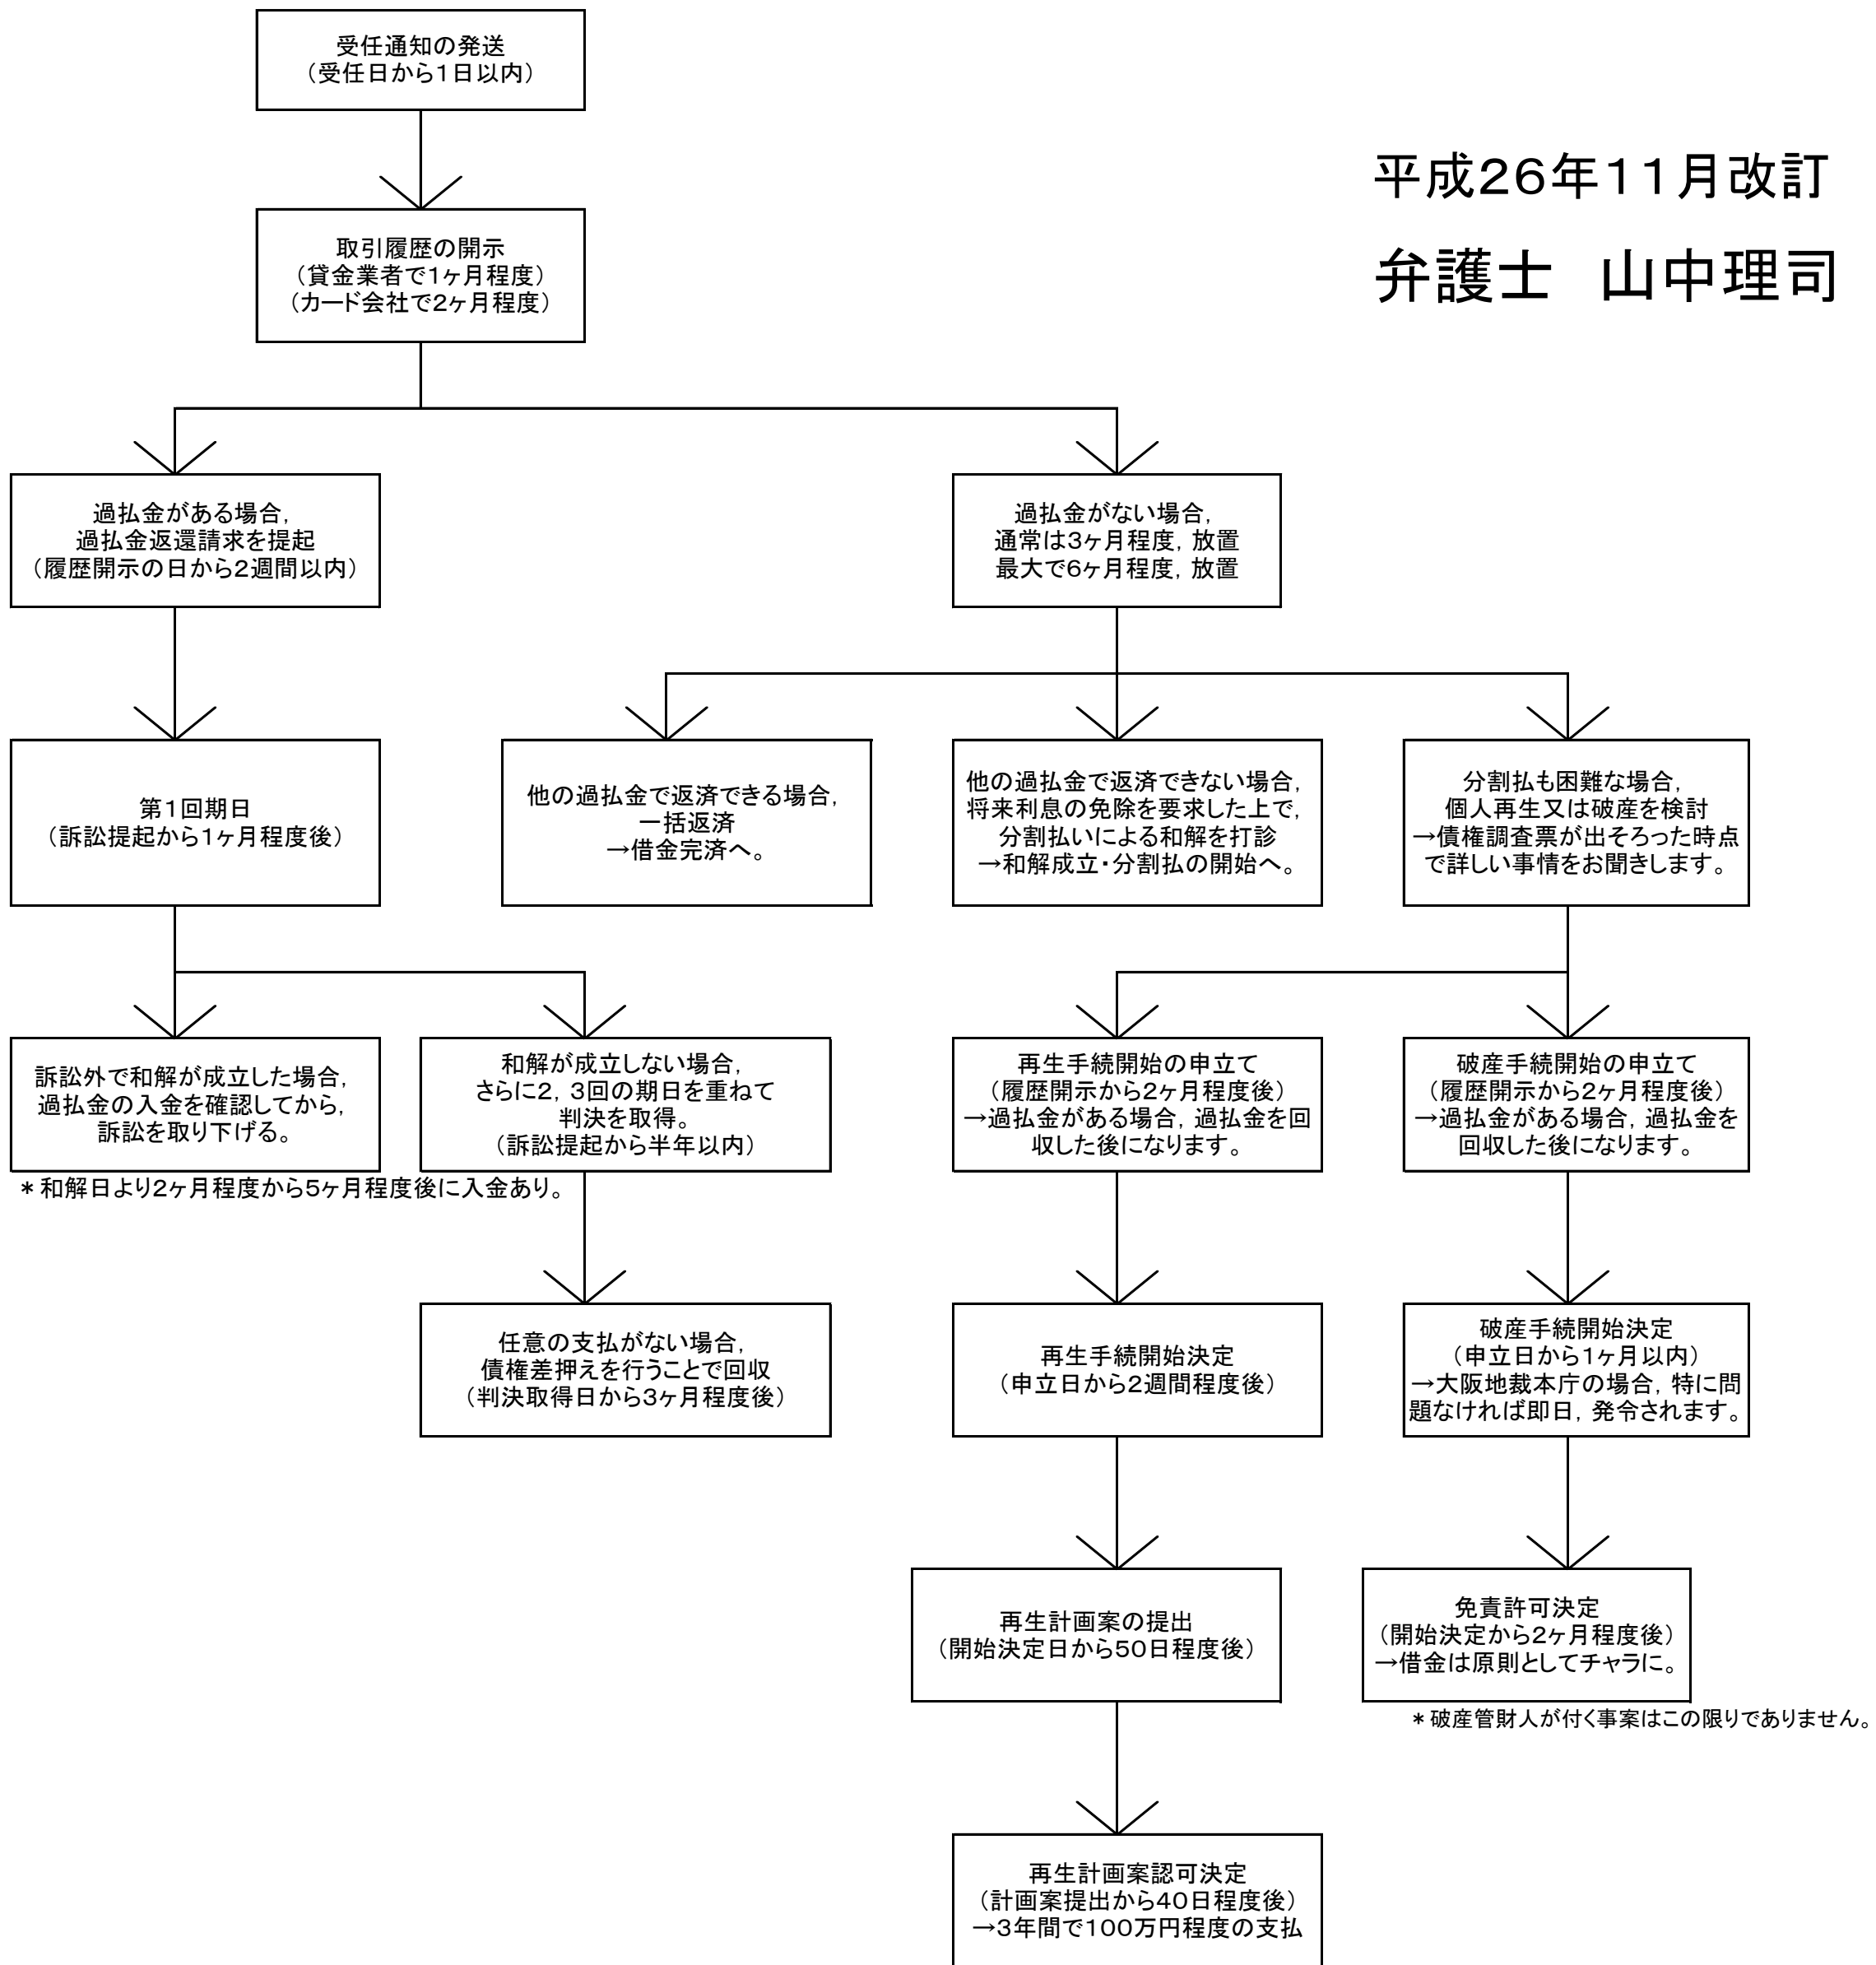 受任通知の発送
（受任日から１日以内）
平成２６年１１月改訂
弁護士　山中理司
取引履歴の開示
（貸金業者で１ヶ月程度）
（カード会社で２ヶ月程度）
過払金がある場合，
過払金返還請求を提起
（履歴開示の日から２週間以内）
過払金がない場合，
通常は３ヶ月程度，放置
最大で６ヶ月程度，放置
第１回期日
（訴訟提起から１ヶ月程度後）
他の過払金で返済できる場合，
一括返済
→借金完済へ。
他の過払金で返済できない場合，
将来利息の免除を要求した上で，
分割払いによる和解を打診
→和解成立・分割払の開始へ。
分割払も困難な場合，
個人再生又は破産を検討
→債権調査票が出そろった時点
で詳しい事情をお聞きします。
訴訟外で和解が成立した場合，
過払金の入金を確認してから，
訴訟を取り下げる。
＊和解日より２ヶ月程度から５ヶ月程度後に入金あり。
和解が成立しない場合，
さらに２，３回の期日を重ねて
判決を取得。
（訴訟提起から半年以内）
再生手続開始の申立て
（履歴開示から２ヶ月程度後）
→過払金がある場合，過払金を回
収した後になります。
破産手続開始の申立て
（履歴開示から２ヶ月程度後）
→過払金がある場合，過払金を
回収した後になります。
任意の支払がない場合，
債権差押えを行うことで回収
（判決取得日から３ヶ月程度後）
再生手続開始決定
（申立日から２週間程度後）
破産手続開始決定
（申立日から１ヶ月以内）
→大阪地裁本庁の場合，特に問
題なければ即日，発令されます。
再生計画案の提出
（開始決定日から５０日程度後）
免責許可決定
（開始決定から２ヶ月程度後）
→借金は原則としてチャラに。
＊破産管財人が付く事案はこの限りでありません。
再生計画案認可決定
（計画案提出から４０日程度後）
→３年間で１００万円程度の支払